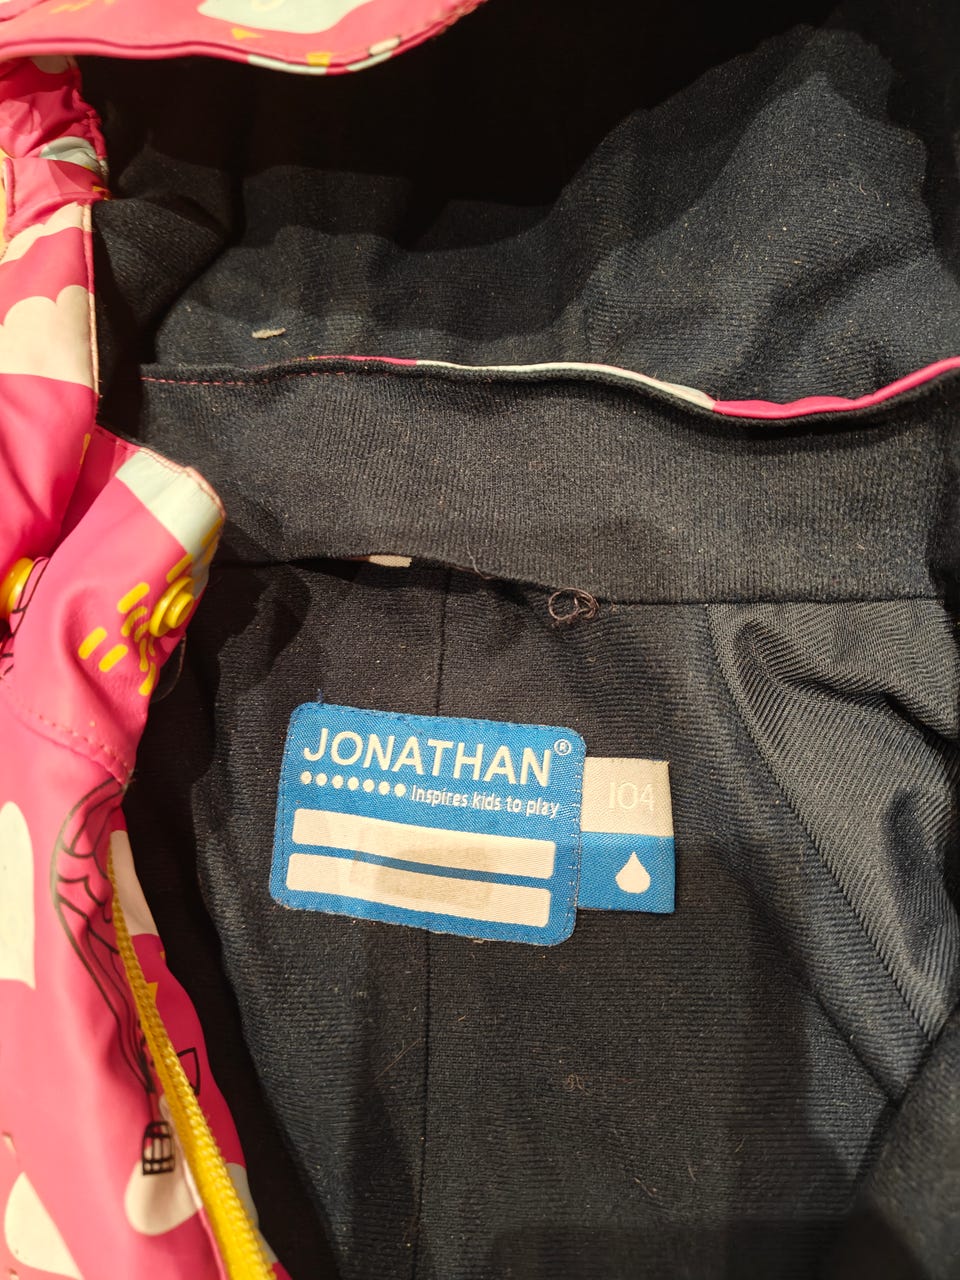 JONATHAN®
Inspires kids to play
104